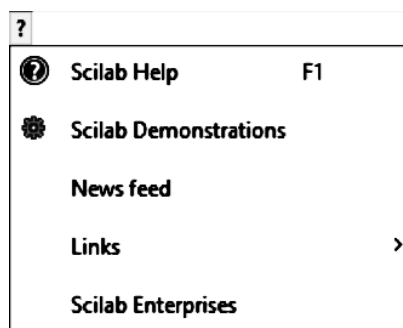 ?
Scilab Help F1
Scilab Demonstrations
News feed
Links
Scilab Enterprises